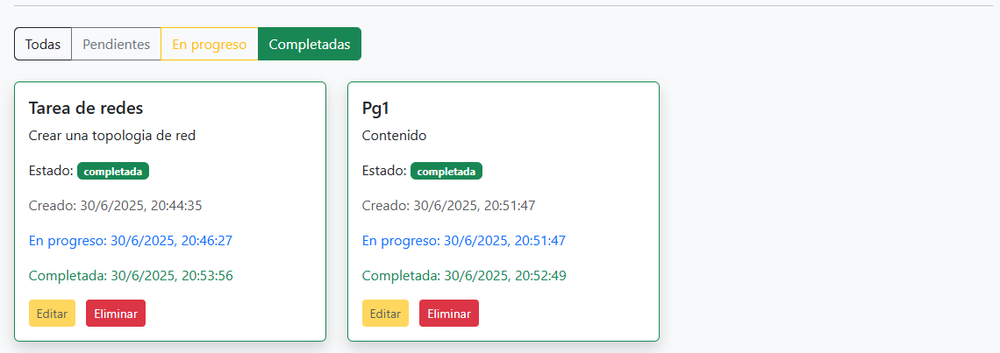 Todas Pendientes En progreso Completadas
Tarea de redes
Crear una topologia de red
Estado: completada
Creado: 30/6/2025, 20:44:35
En progreso: 30/6/2025, 20:46:27
Completada: 30/6/2025, 20:53:56
Editar Eliminar
Pg1
Contenido
Estado: completada
Creado: 30/6/2025, 20:51:47
En progreso: 30/6/2025, 20:51:47
Completada: 30/6/2025, 20:52:49
Editar Eliminar